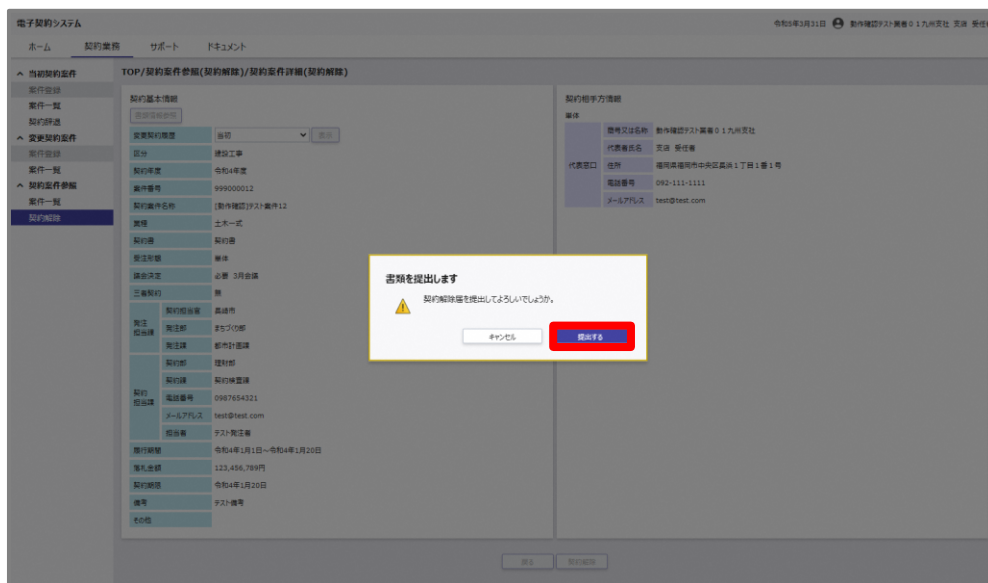 電子契約システム
令和5年3月31日 動作確認テスト業者01九州支社 支店 受任者
ホーム 契約業務 サポート ドキュメント
当初契約案件
案件登録
案件一覧
契約辞退
変更契約案件
案件登録
案件一覧
契約案件参照
案件一覧
契約解除
TOP/契約案件参照(契約解除)/契約案件詳細(契約解除)
契約基本情報
変更契約履歴 当初 表示
区分 建設工事
契約年度 令和4年度
案件番号 999000012
契約案件名称 [動作確認]テスト案件12
業種 土木一式
契約書 契約書
受注形態 単体
議会決定 必要 3月会議
三者契約 無
発注担当課
契約担当者 長崎市
発注部 まちづくり部
発注課 都市計画課
契約担当課
契約部 理財部
契約課 契約検査課
電話番号 0987654321
メールアドレス test@test.com
担当者 テスト発注者
履行期間 令和4年1月1日～令和4年1月20日
落札金額 123,456,789円
契約期限 令和4年1月20日
備考 テスト備考
その他
契約相手方情報
単体
代表窓口
商号又は名称 動作確認テスト業者01九州支社
代表者氏名 支店 受任者
住所 福岡県福岡市中央区長浜1丁目1番1号
電話番号 092-111-1111
メールアドレス test@test.com
書類を提出します
契約解除届を提出してよろしいでしょうか。
キャンセル 提出する
戻る 契約解除